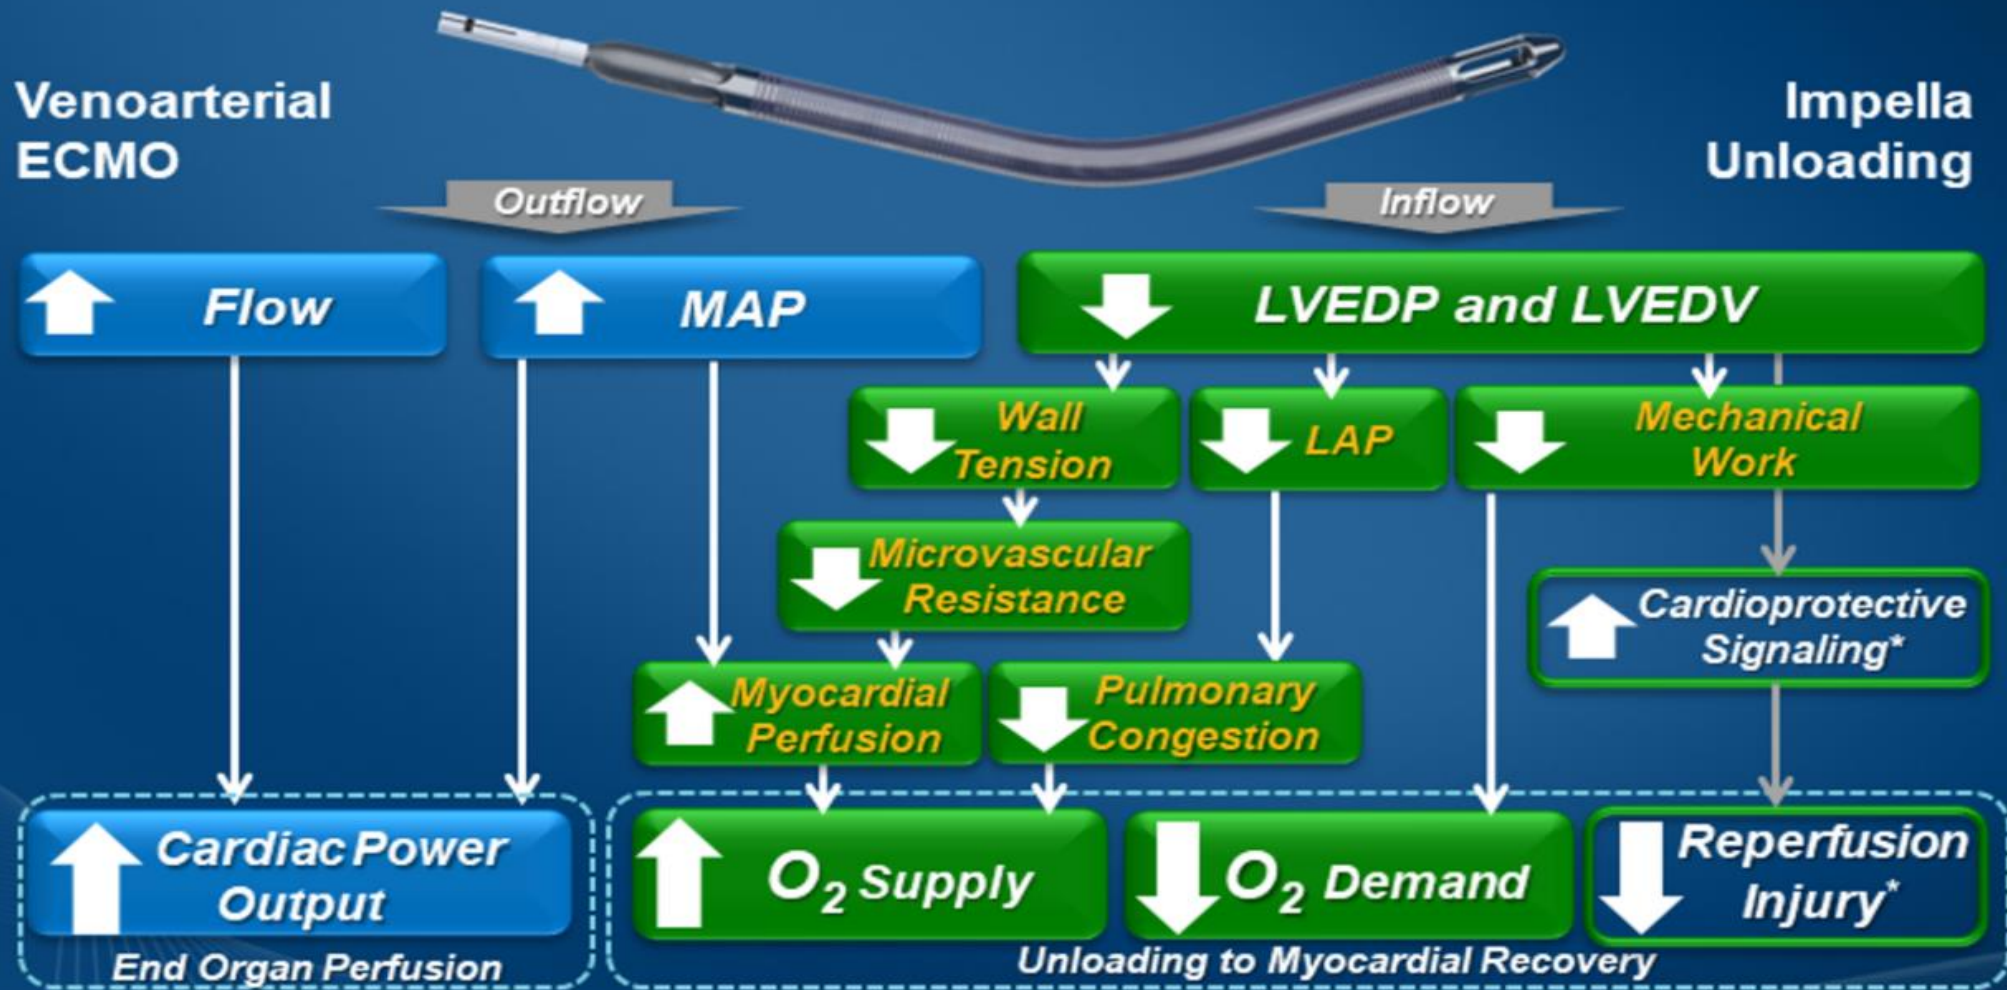 Venoarterial
ECMO
Impella
Unloading
Outflow
Inflow
Flow
MAP
LVEDP and LVEDV
Wall
Tension
LAP
Mechanical
Work
Microvascular
Resistance
Cardioprotective
Signaling*
Myocardial
Perfusion
Pulmonary
Congestion
Cardiac Power
Output
O₂ Supply
O₂ Demand
Reperfusion
Injury*
End Organ Perfusion
Unloading to Myocardial Recovery